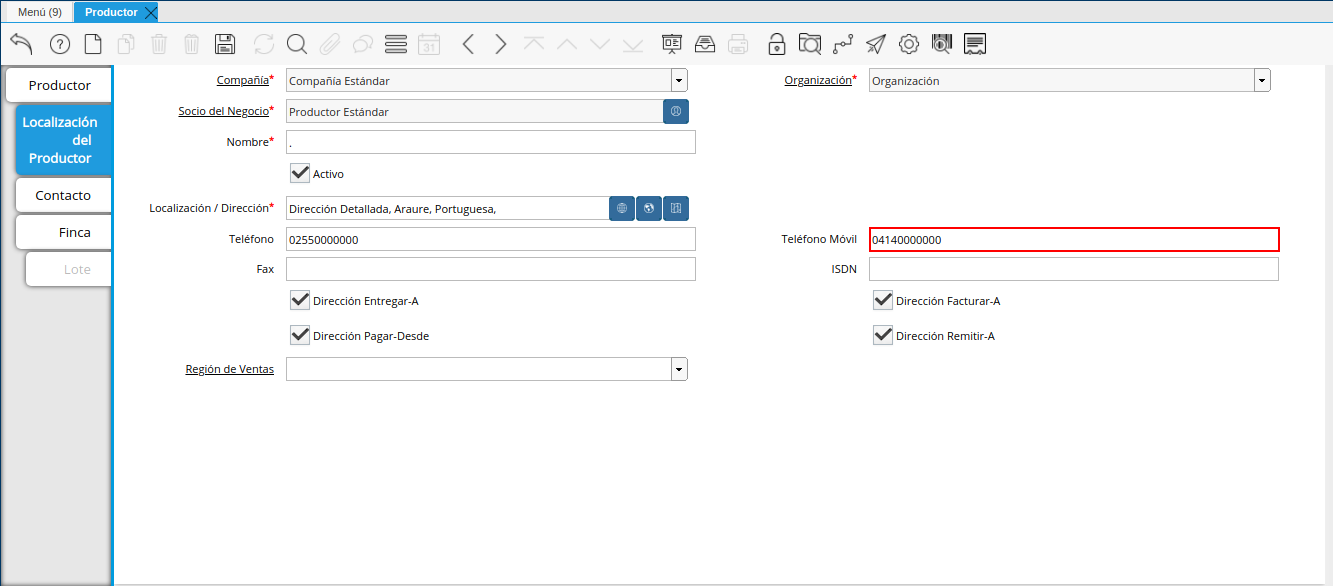 Menú (9) Productor
31
Productor
Localización
del
Productor
Contacto
Finca
Lote
Compañía* Compañía Estándar Organización* Organización
Socio del Negocio* Productor Estándar
Nombre* .
Activo
Localización / Dirección* Dirección Detallada, Araure, Portuguesa,
Teléfono 02550000000 Teléfono Móvil 04140000000
Fax ISDN
Dirección Entregar-A Dirección Facturar-A
Dirección Pagar-Desde Dirección Remitir-A
Región de Ventas